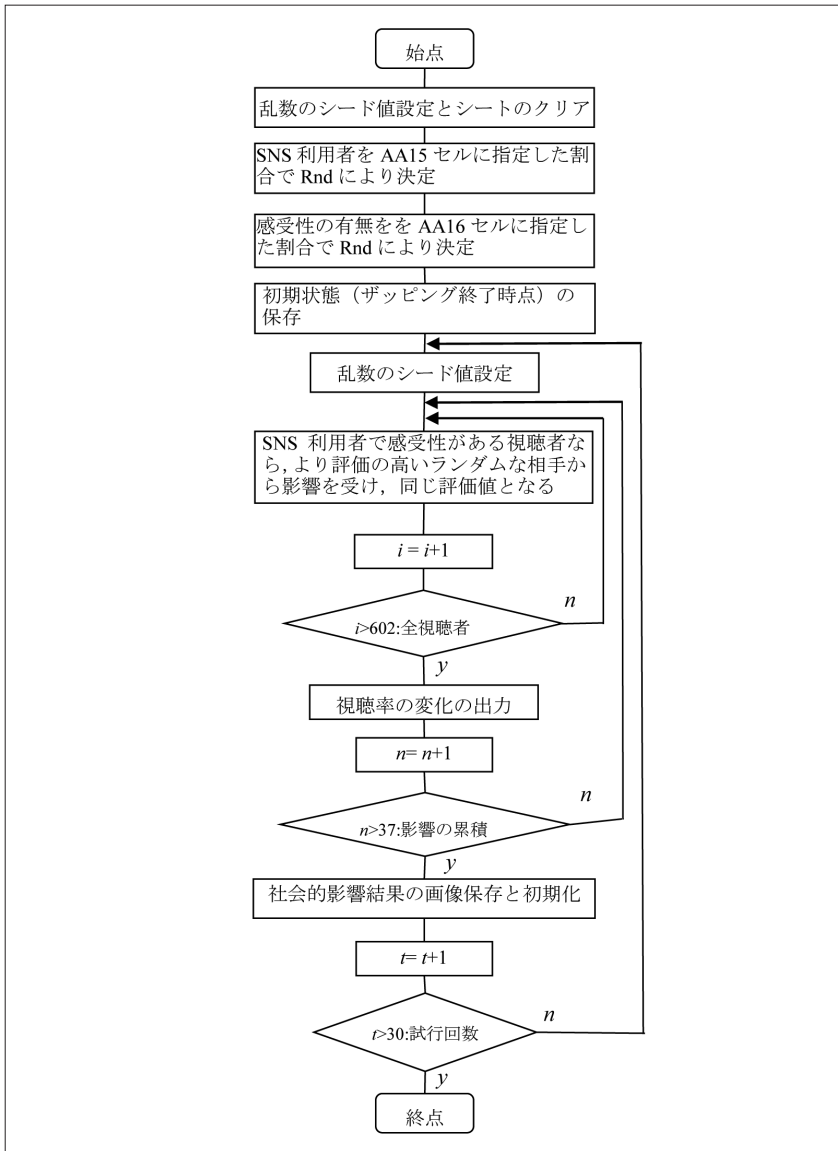 始点
乱数のシード値設定とシートのクリア
SNS 利用者を AA15 セルに指定した割
合で Rnd により決定
感受性の有無をを AA16 セルに指定し
た割合で Rnd により決定
初期状態（ザッピング終了時点）の
保存
乱数のシード値設定
SNS 利用者で感受性がある視聴者な
ら，より評価の高いランダムな相手か
ら影響を受け，同じ評価値となる
i = i+1
i>602:全視聴者
n
y
視聴率の変化の出力
n= n+1
n>37:影響の累積
n
y
社会的影響結果の画像保存と初期化
t= t+1
t>30:試行回数
n
y
終点